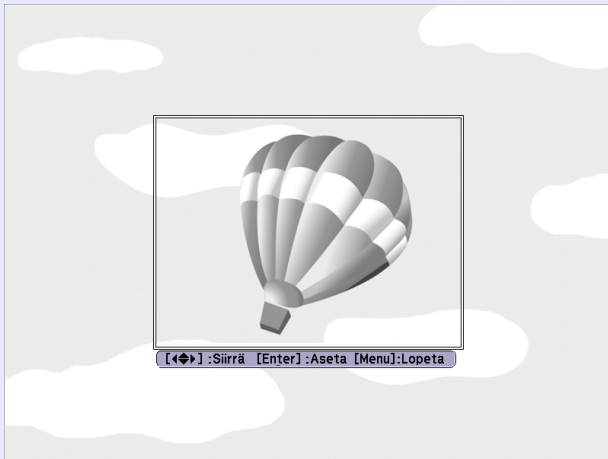 [◂◆▸] :Siirrä [Enter] :Aseta [Menu]:Lopeta